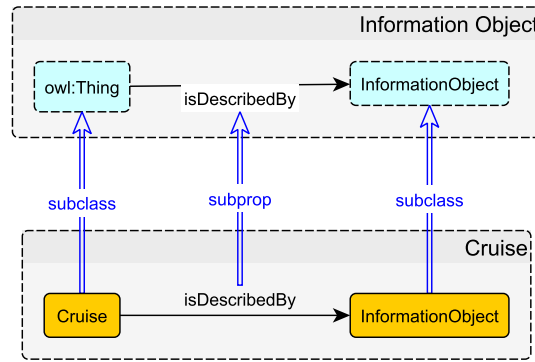 Information Object
owl:Thing
isDescribedBy
InformationObject
subclass
subprop
subclass
Cruise
isDescribedBy
Cruise
InformationObject